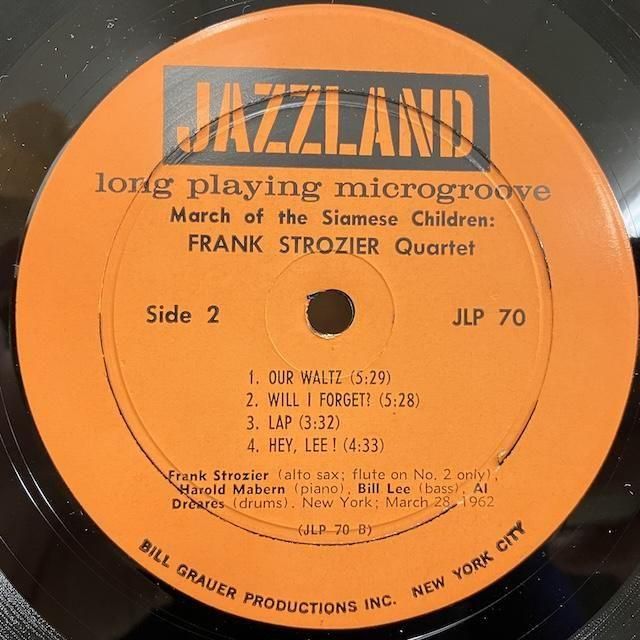 JAZZLAND
long playing microgroove
March of the Siamese Children:
FRANK STROZIER Quartet
Side 2 JLP 70
1. OUR WALTZ (5:29)
2. WILL I FORGET? (5:28)
3. LAP (3:32)
4. HEY, LEE! (4:33)
Frank Strozier (alto sax; flute on No. 2 only),
Harold Mabern (piona), Bill Lee (bass), Al
Dreares (drums). New York; March 28, 1962
(JLP 70 B)
BILL GRAUER PRODUCTIONS INC. NEW YORK CITY